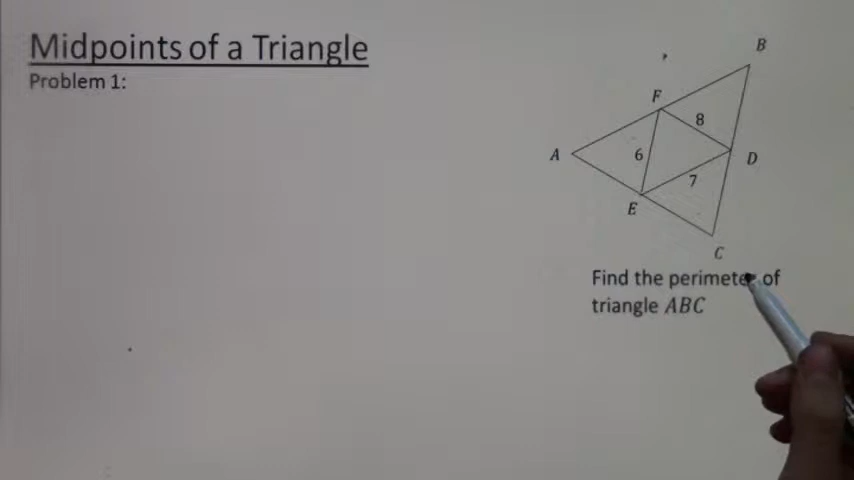 Midpoints of a Triangle
Problem 1:
B
F
8
A
6
D
7
E
C
Find the perimeter of
triangle ABC